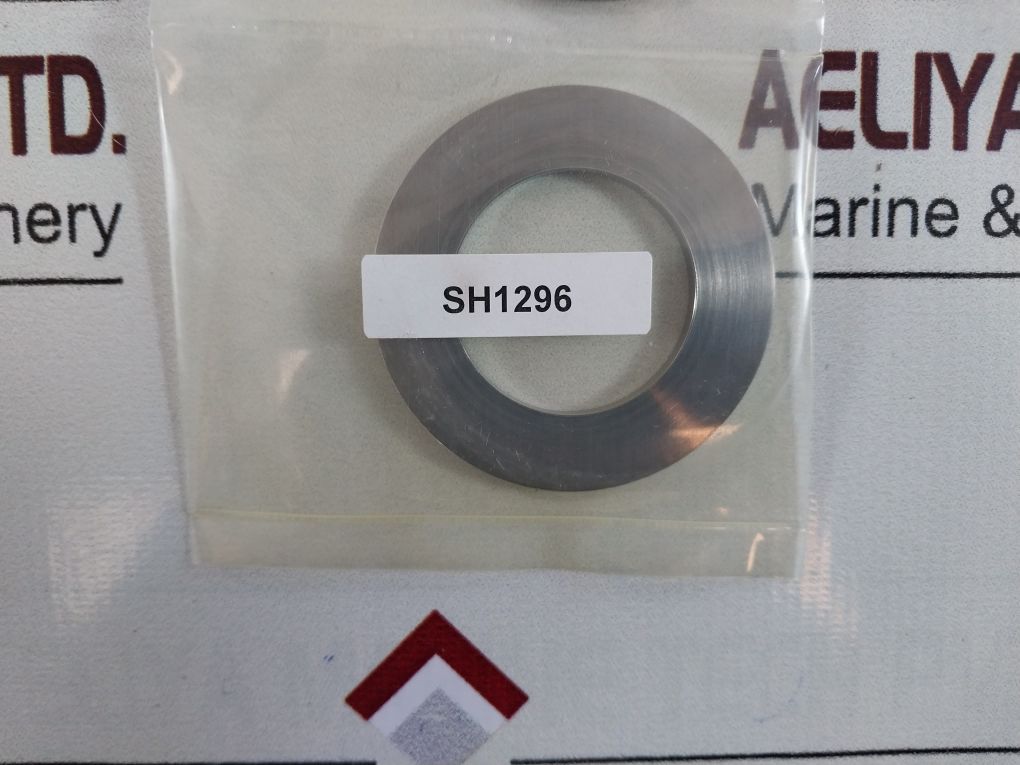 TD.
nery
AELIYA
Marine &
SH1296